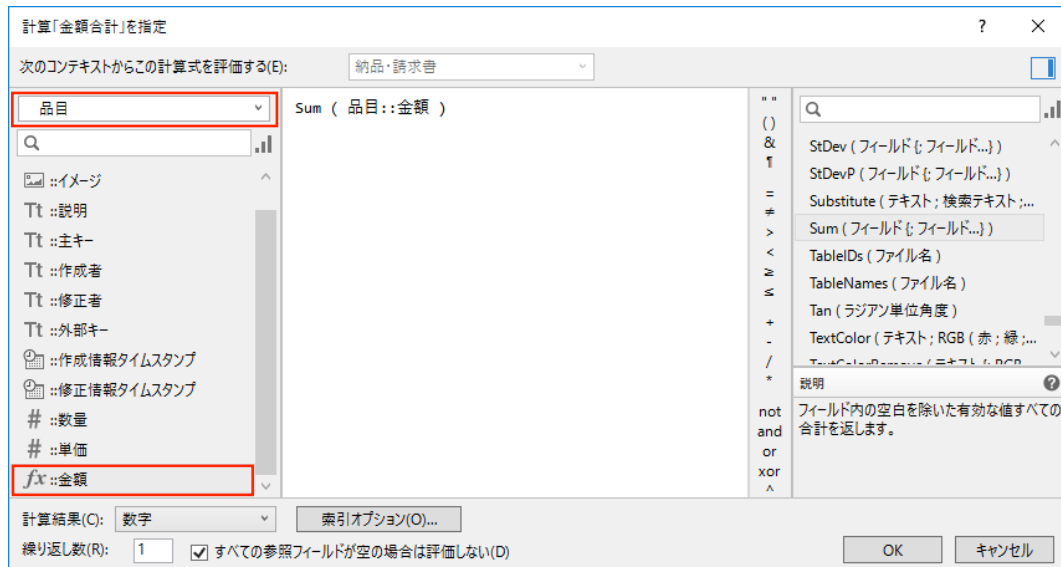 計算「金額合計」を指定
?
次のコンテキストからこの計算式を評価する(E):
納品・請求書
品目
::イメージ
Tt ::説明
Tt ::主キー
Tt ::作成者
Tt ::修正者
Tt ::外部キー
::作成情報タイムスタンプ
::修正情報タイムスタンプ
# ::数量
# ::単価
fx ::金額
Sum ( 品目::金額 )
" "
()
&
¶
=
≠
>
<
≥
≤
+
-
/
*
not
and
or
xor
^
StDev ( フィールド {; フィールド...} )
StDevP ( フィールド {; フィールド...} )
Substitute ( テキスト ; 検索テキスト ;...
Sum ( フィールド {; フィールド...} )
TableIDs ( ファイル名 )
TableNames ( ファイル名 )
Tan ( ラジアン単位角度 )
TextColor ( テキスト ; RGB ( 赤 ; 緑 ;...
説明
?
フィールド内の空白を除いた有効な値すべての
合計を返します。
計算結果(C):
数字
索引オプション(O)...
繰り返し数(R):
1
すべての参照フィールドが空の場合は評価しない(D)
OK
キャンセル